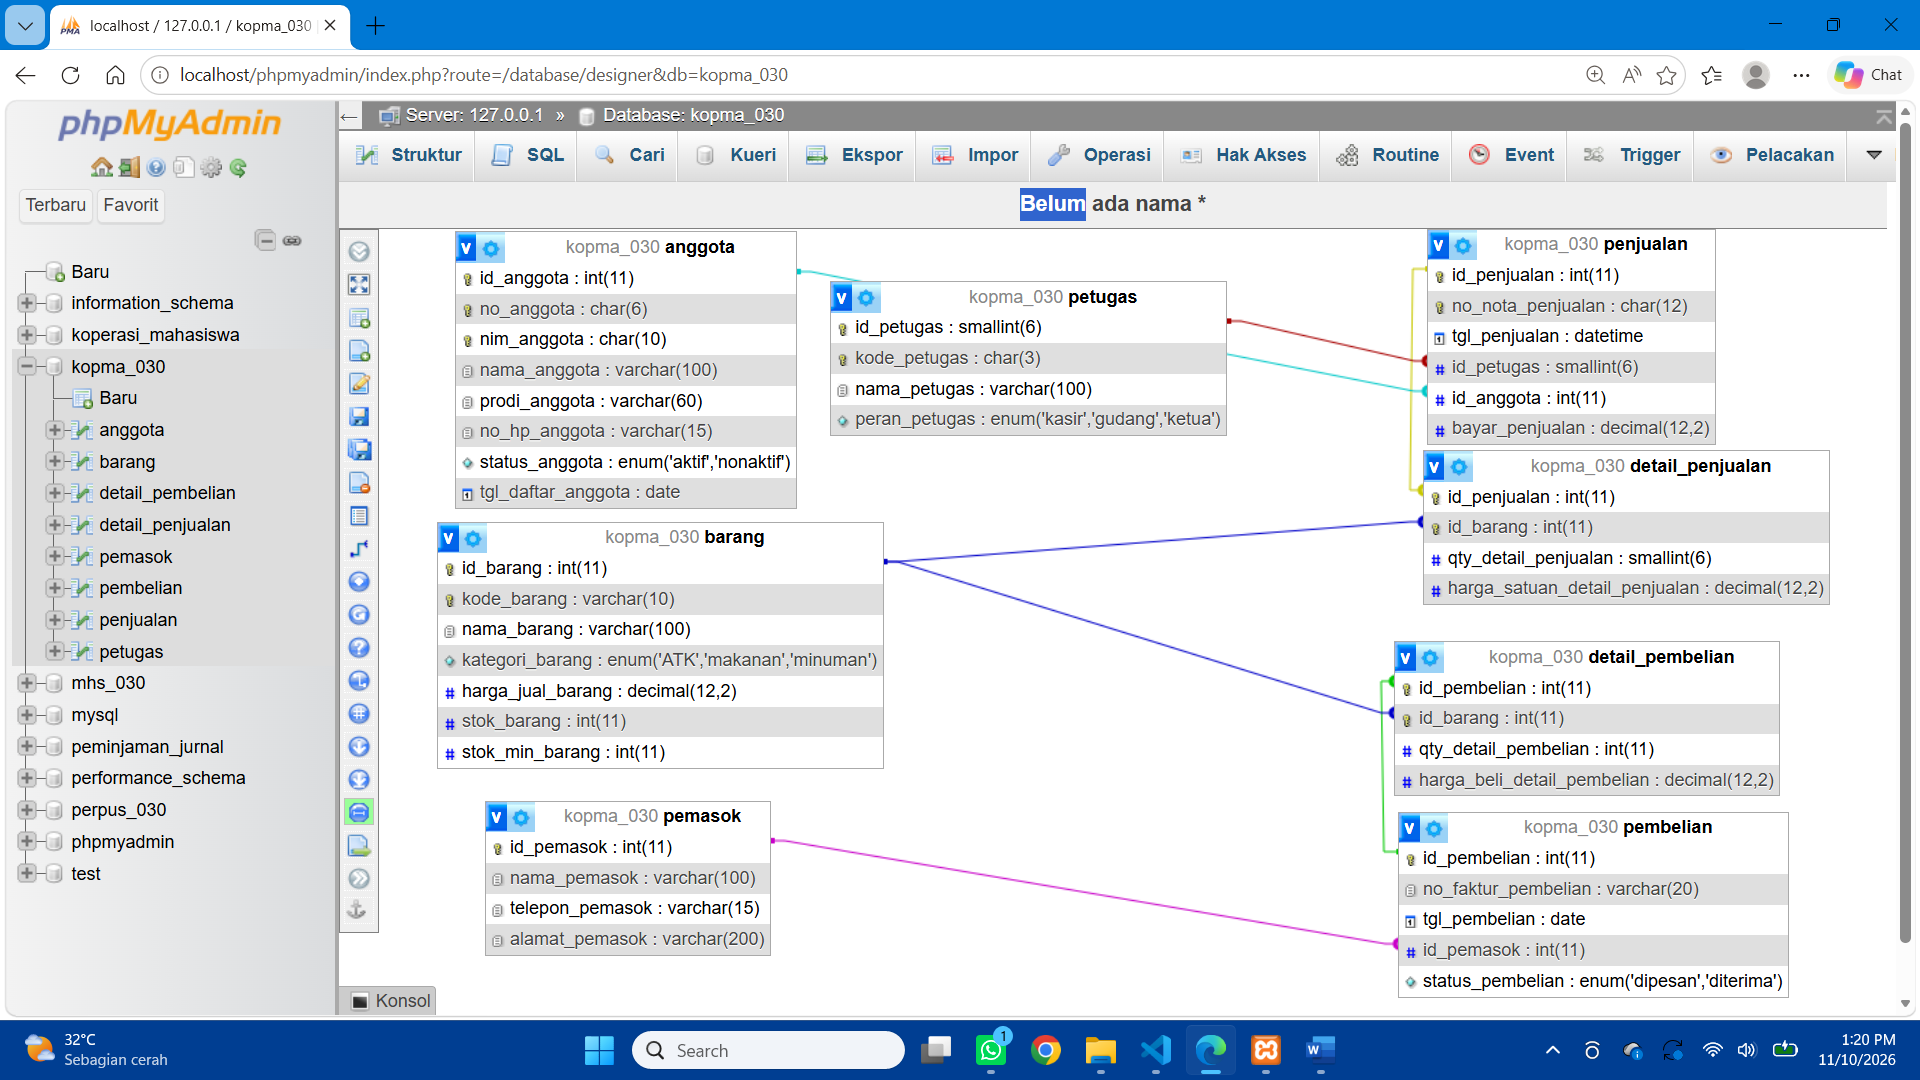 localhost / 127.0.0.1 / kopma_030
localhost/phpmyadmin/index.php?route=/database/designer&db=kopma_030
Chat
phpMyAdmin
Terbaru
Favorit
Baru
information_schema
koperasi_mahasiswa
kopma_030
Baru
anggota
barang
detail_pembelian
detail_penjualan
pemasok
pembelian
penjualan
petugas
mhs_030
mysql
peminjaman_jurnal
performance_schema
perpus_030
phpmyadmin
test
Server: 127.0.0.1 » Database: kopma_030
Struktur
SQL
Cari
Kueri
Ekspor
Impor
Operasi
Hak Akses
Routine
Event
Trigger
Pelacakan
Belum ada nama *
v kopma_030 anggota
id_anggota : int(11)
no_anggota : char(6)
nim_anggota : char(10)
nama_anggota : varchar(100)
prodi_anggota : varchar(60)
no_hp_anggota : varchar(15)
status_anggota : enum('aktif','nonaktif')
tgl_daftar_anggota : date
v kopma_030 petugas
id_petugas : smallint(6)
kode_petugas : char(3)
nama_petugas : varchar(100)
peran_petugas : enum('kasir','gudang','ketua')
v kopma_030 penjualan
id_penjualan : int(11)
no_nota_penjualan : char(12)
tgl_penjualan : datetime
# id_petugas : smallint(6)
# id_anggota : int(11)
# bayar_penjualan : decimal(12,2)
v kopma_030 detail_penjualan
id_penjualan : int(11)
id_barang : int(11)
# qty_detail_penjualan : smallint(6)
# harga_satuan_detail_penjualan : decimal(12,2)
v kopma_030 barang
id_barang : int(11)
kode_barang : varchar(10)
nama_barang : varchar(100)
kategori_barang : enum('ATK','makanan','minuman')
# harga_jual_barang : decimal(12,2)
# stok_barang : int(11)
# stok_min_barang : int(11)
v kopma_030 detail_pembelian
id_pembelian : int(11)
id_barang : int(11)
# qty_detail_pembelian : int(11)
# harga_beli_detail_pembelian : decimal(12,2)
v kopma_030 pemasok
id_pemasok : int(11)
nama_pemasok : varchar(100)
telepon_pemasok : varchar(15)
alamat_pemasok : varchar(200)
v kopma_030 pembelian
id_pembelian : int(11)
no_faktur_pembelian : varchar(20)
tgl_pembelian : date
# id_pemasok : int(11)
status_pembelian : enum('dipesan','diterima')
Konsol
32°C
Sebagian cerah
Search
1
1:20 PM
11/10/2026